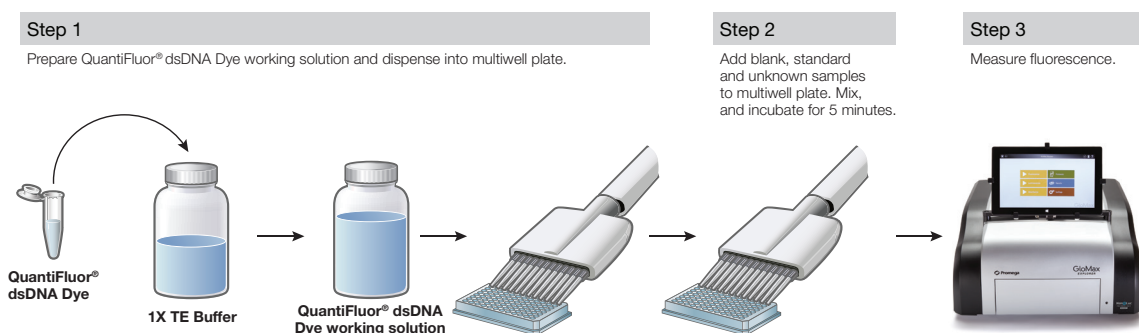 Step 1
Prepare QuantiFluor® dsDNA Dye working solution and dispense into multiwell plate.
Step 2
Add blank, standard
and unknown samples
to multiwell plate. Mix,
and incubate for 5 minutes.
Step 3
Measure fluorescence.
QuantiFluor®
dsDNA Dye
1X TE Buffer
QuantiFluor® dsDNA
Dye working solution
Promega
GloMax